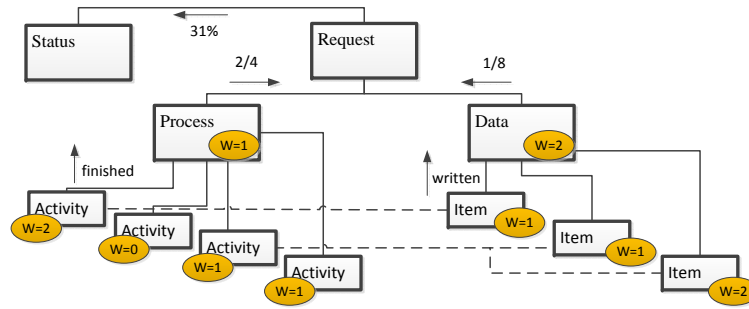 Status
31%
Request
2/4
1/8
Process
W=1
Data
W=2
finished
written
Activity
W=2
Activity
W=0
Activity
W=1
Activity
W=1
Item
W=1
Item
W=1
Item
W=2